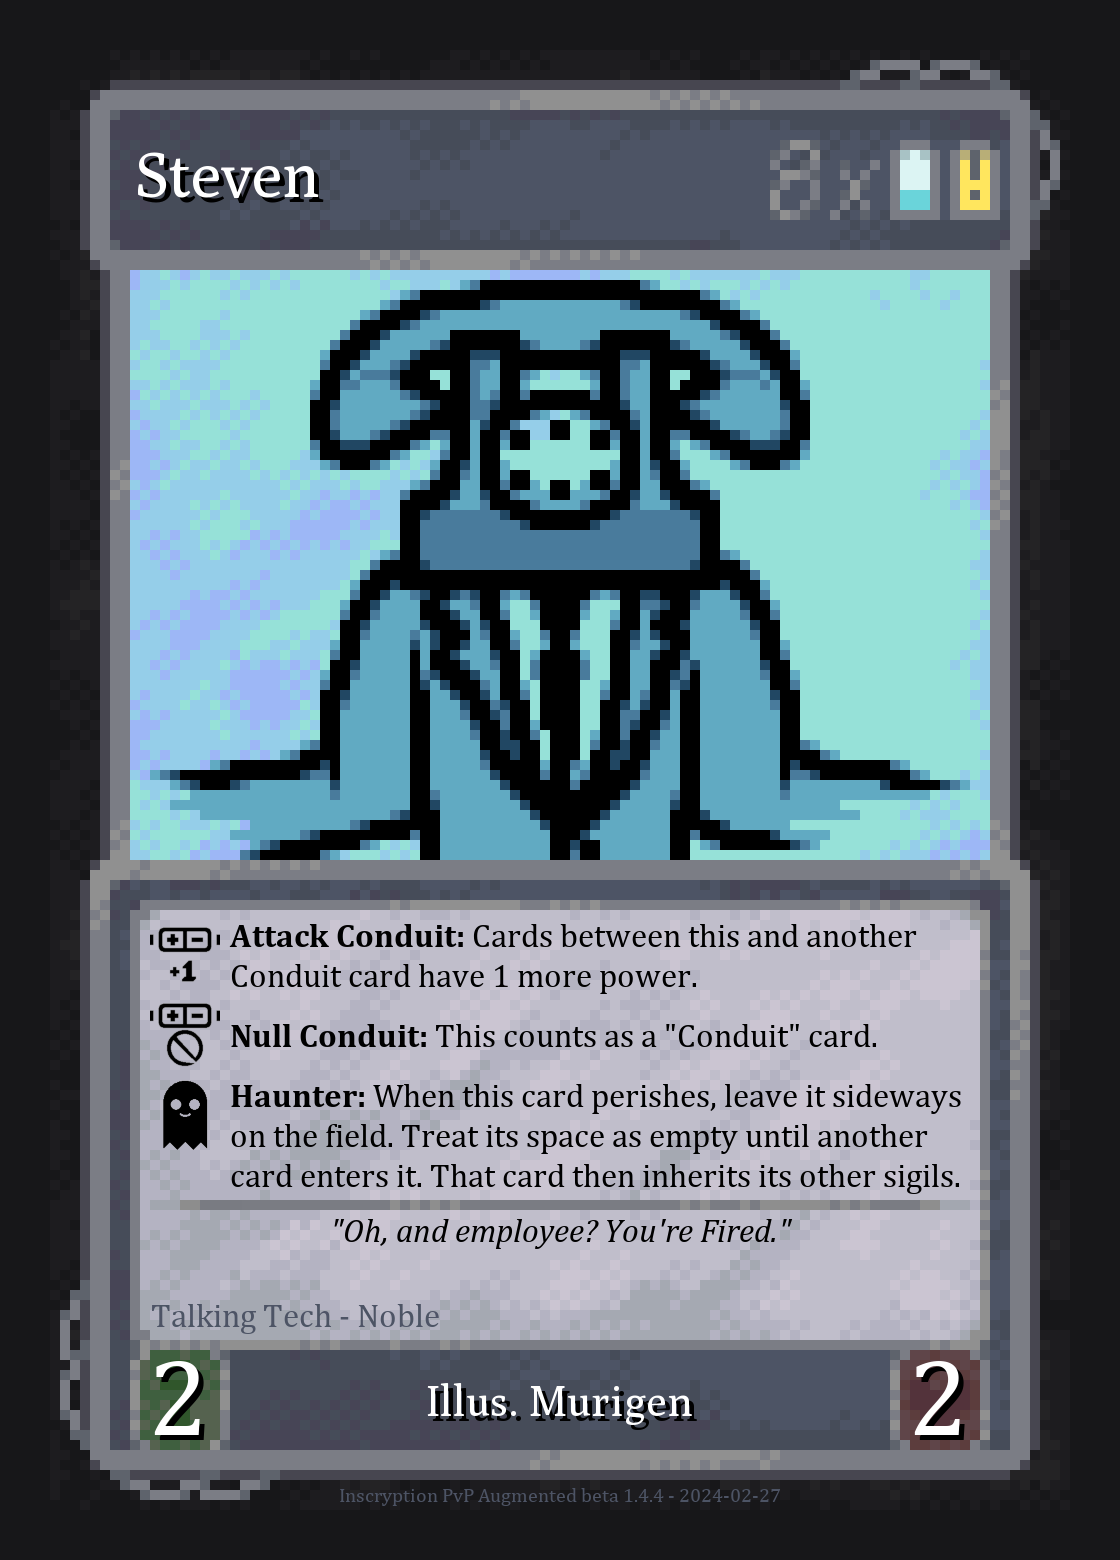 Steven 8x
Attack Conduit: Cards between this and another
Conduit card have 1 more power.
+1
Null Conduit: This counts as a "Conduit" card.
Haunter: When this card perishes, leave it sideways
on the field. Treat its space as empty until another
card enters it. That card then inherits its other sigils.
"Oh, and employee? You're Fired."
Talking Tech - Noble
2 Illus. Murigen 2
Inscryption PvP Augmented beta 1.4.4 - 2024-02-27